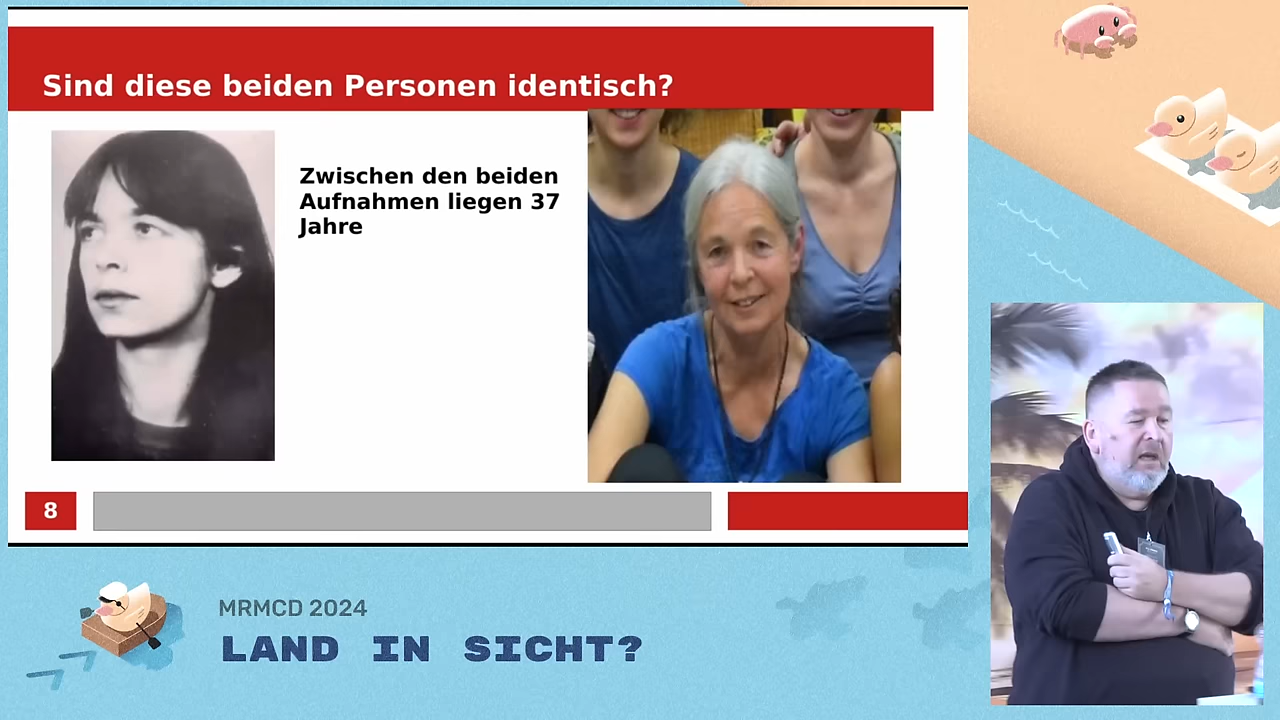 Sind diese beiden Personen identisch?
Zwischen den beiden
Aufnahmen liegen 37
Jahre
8
MRMCD 2024
LAND IN SICHT?